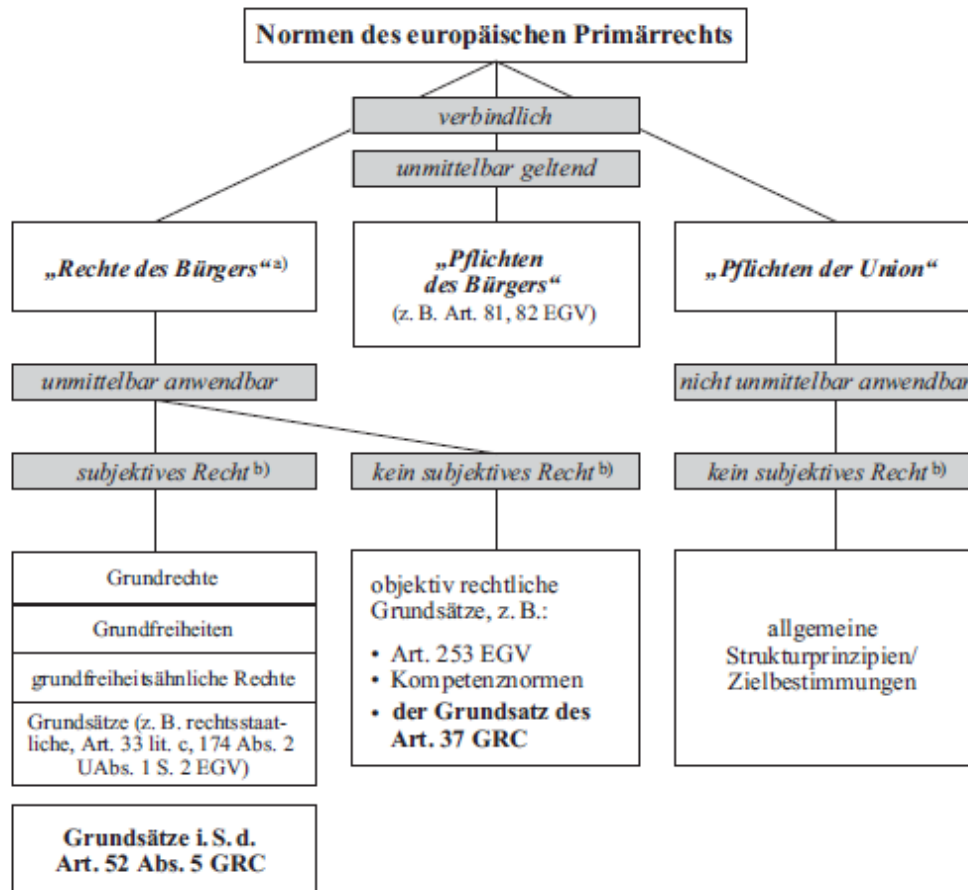 Normen des europäischen Primärrechts
verbindlich
unmittelbar geltend
„Rechte des Bürgers“ a)
„Pflichten
des Bürgers“
(z. B. Art. 81, 82 EGV)
„Pflichten der Union“
unmittelbar anwendbar
nicht unmittelbar anwendbar
subjektives Recht b)
kein subjektives Recht b)
kein subjektives Recht b)
Grundrechte
Grundfreiheiten
grundfreiheitsähnliche Rechte
Grundsätze (z. B. rechtsstaat-
liche, Art. 33 lit. c, 174 Abs. 2
UAbs. 1 S. 2 EGV)
objektiv rechtliche
Grundsätze, z. B.:
• Art. 253 EGV
• Kompetenznormen
• der Grundsatz des
Art. 37 GRC
allgemeine
Strukturprinzipien/
Zielbestimmungen
Grundsätze i. S. d.
Art. 52 Abs. 5 GRC